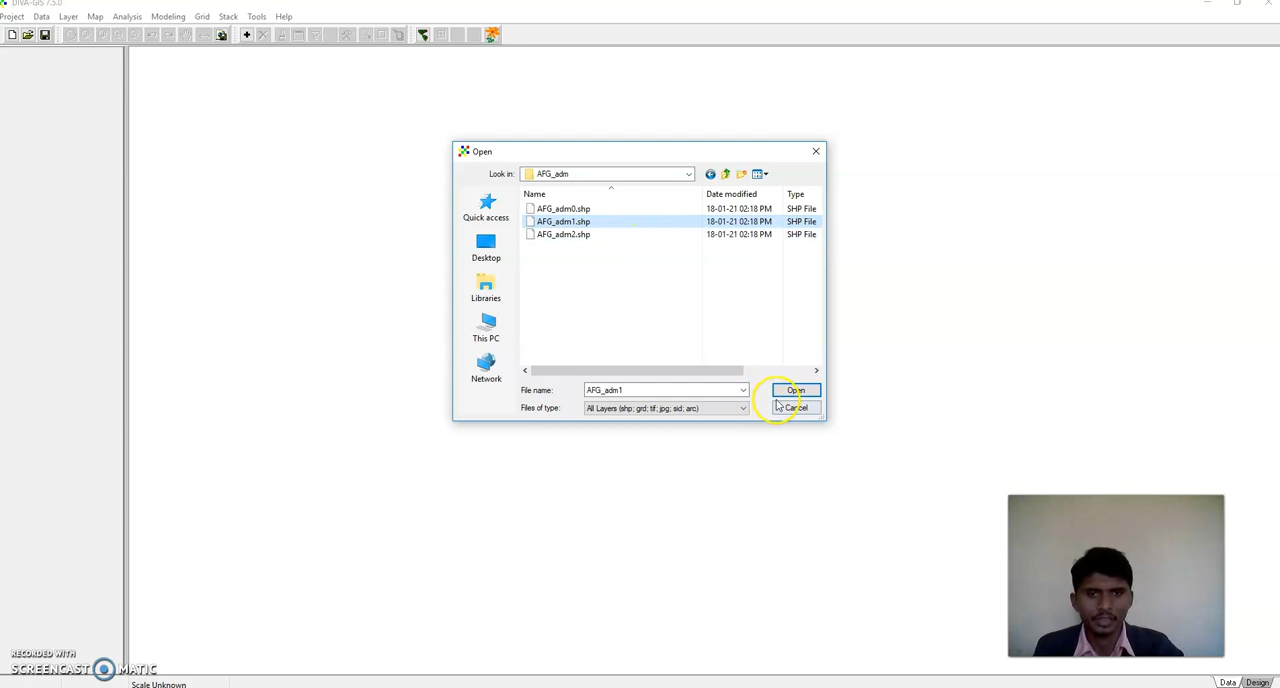 DIVA-GIS 7.5.0
Project Data Layer Map Analysis Modeling Grid Stack Tools Help
Open
Look in: AFG_adm
Name Date modified Type
AFG_adm0.shp 18-01-21 02:18 PM SHP File
AFG_adm1.shp 18-01-21 02:18 PM SHP File
AFG_adm2.shp 18-01-21 02:18 PM SHP File
Quick access
Desktop
Libraries
This PC
Network
File name: AFG_adm1 Open
Files of type: All Layers (shp; grd; tif; jpg; sid; arc) Cancel
RECORDED WITH
SCREENCAST MATIC
Scale Unknown
Data Design